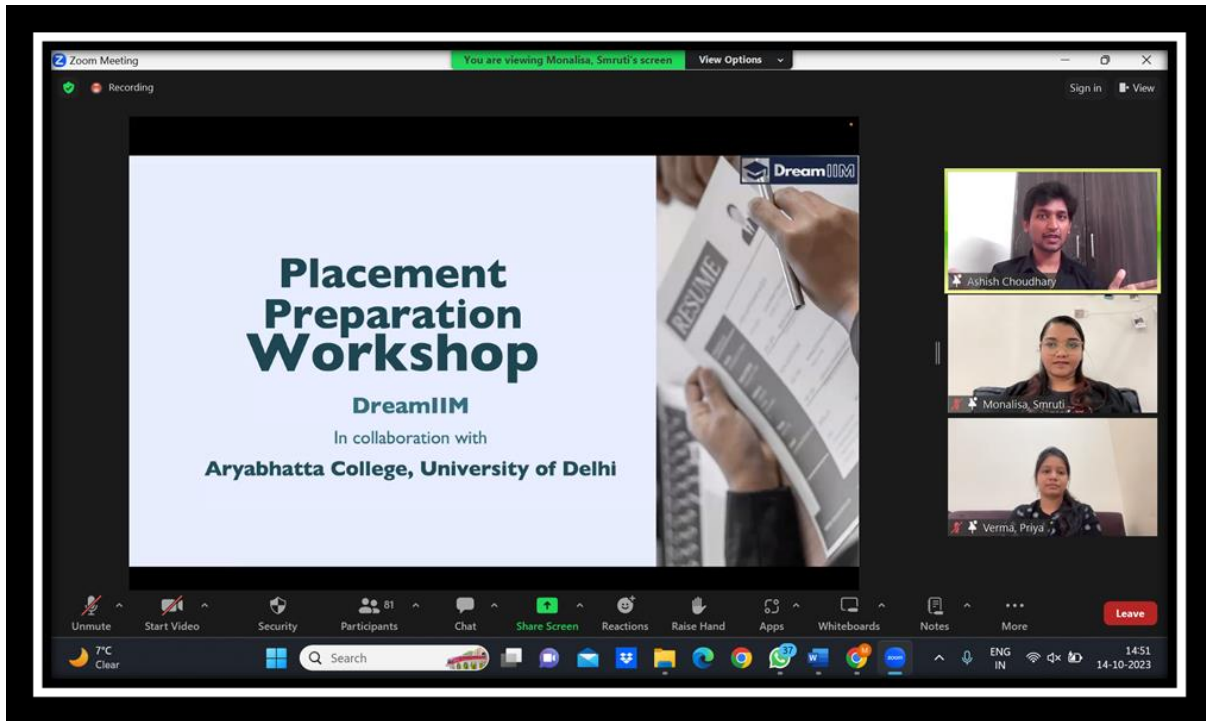 Zoom Meeting
You are viewing Monalisa, Smruti's screen
View Options
Recording
Sign in
View
DreamIIM
RESUME
Placement
Preparation
Workshop
DreamIIM
In collaboration with
Aryabhatta College, University of Delhi
Ashish Choudhary
Monalisa, Smruti
Verma, Priya
Unmute
Start Video
Security
81
Participants
Chat
Share Screen
Reactions
Raise Hand
Apps
Whiteboards
Notes
More
Leave
7°C
Clear
Search
37
zoom
ENG
IN
14:51
14-10-2023